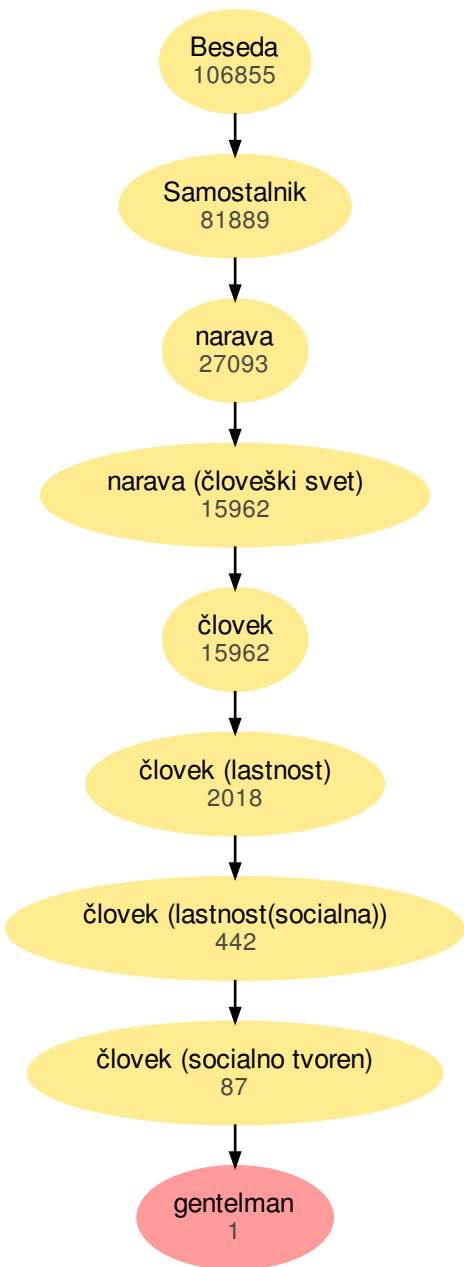 Beseda
106855
Samostalnik
81889
narava
27093
narava (človeški svet)
15962
človek
15962
človek (lastnost)
2018
človek (lastnost(socialna))
442
človek (socialno tvoren)
87
gentelman
1